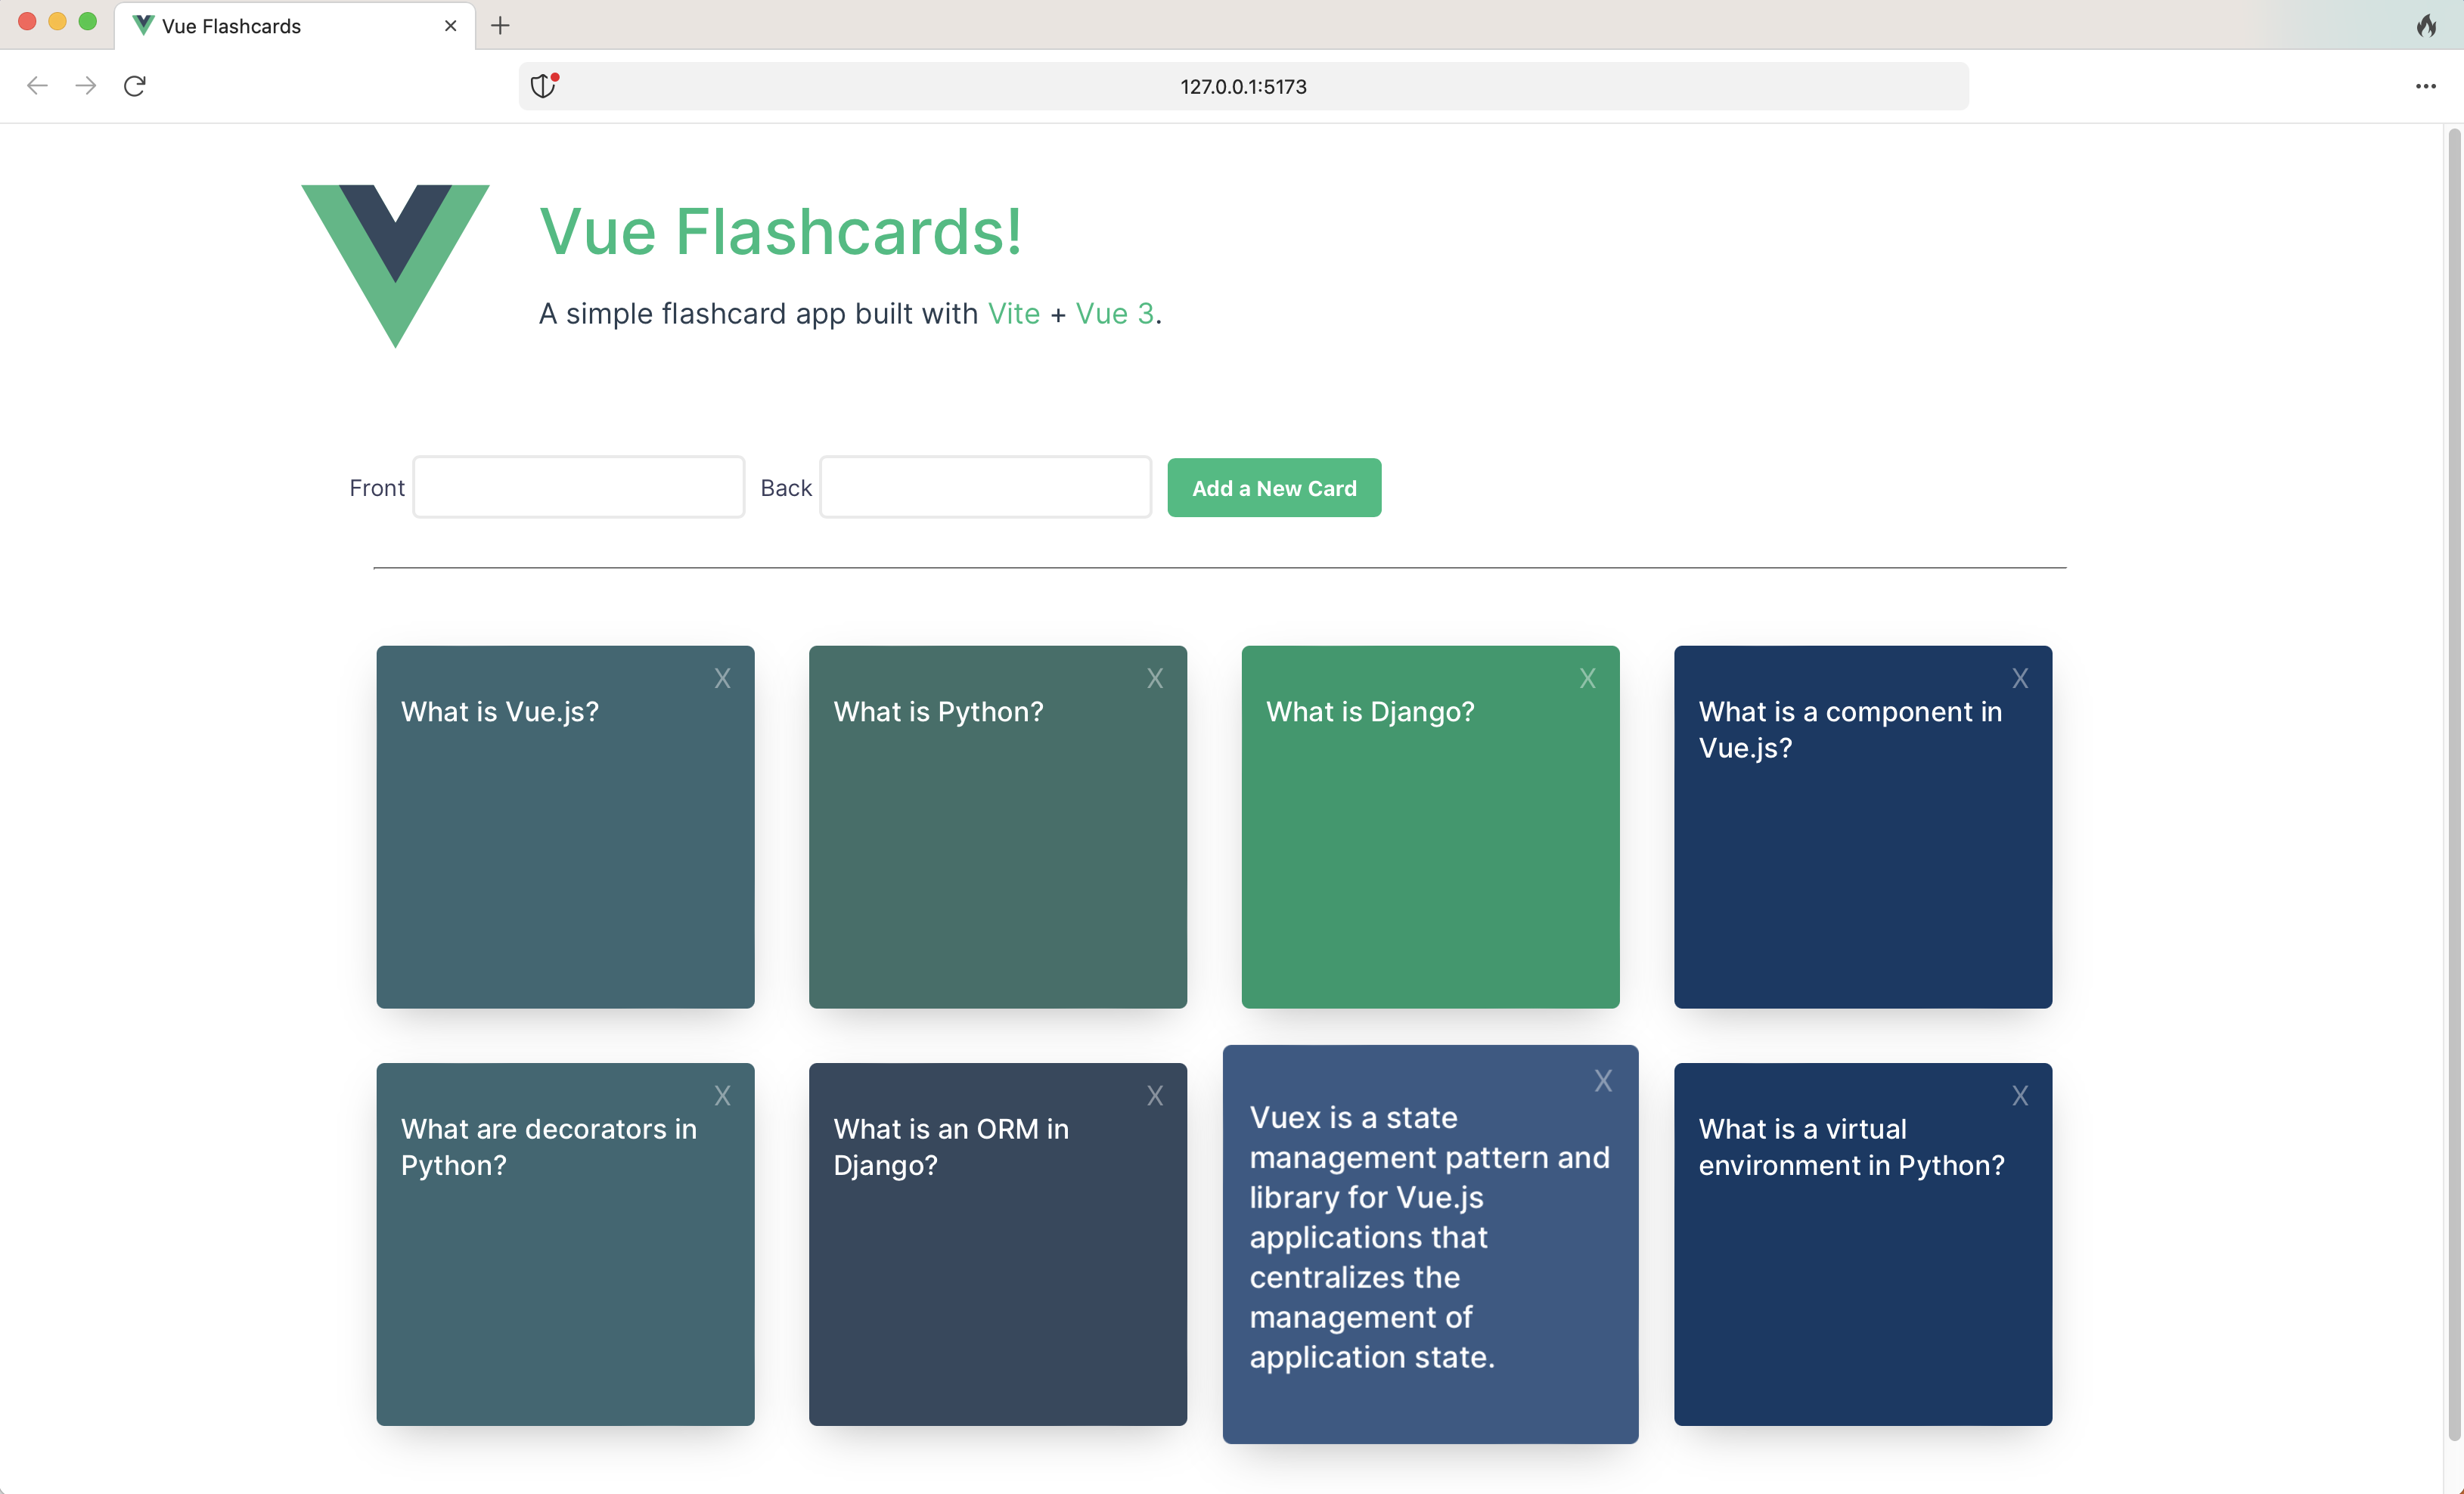 Vue Flashcards
127.0.0.1:5173
Vue Flashcards!
A simple flashcard app built with Vite + Vue 3.
Front
Back
Add a New Card
X
What is Vue.js?
X
What is Python?
X
What is Django?
X
What is a component in
Vue.js?
X
What are decorators in
Python?
X
What is an ORM in
Django?
X
Vuex is a state
management pattern and
library for Vue.js
applications that
centralizes the
management of
application state.
X
What is a virtual
environment in Python?